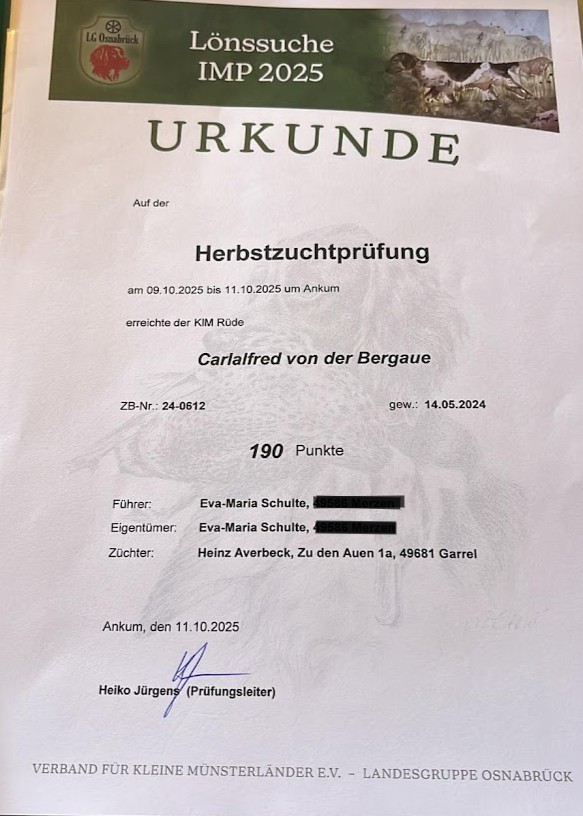 LG Osnabrück
Lönssuche
IMP 2025
URKUNDE
Auf der
Herbstzuchtprüfung
am 09.10.2025 bis 11.10.2025 um Ankum
erreichte der KlM Rüde
Carlalfred von der Bergaue
ZB-Nr.: 24-0612 gew.: 14.05.2024
190 Punkte
Führer: Eva-Maria Schulte,
Eigentümer: Eva-Maria Schulte,
Züchter: Heinz Averbeck, Zu den Auen 1a, 49681 Garrel
Ankum, den 11.10.2025
Heiko Jürgens (Prüfungsleiter)
VERBAND FÜR KLEINE MÜNSTERLÄNDER E.V. – LANDESGRUPPE OSNABRÜCK